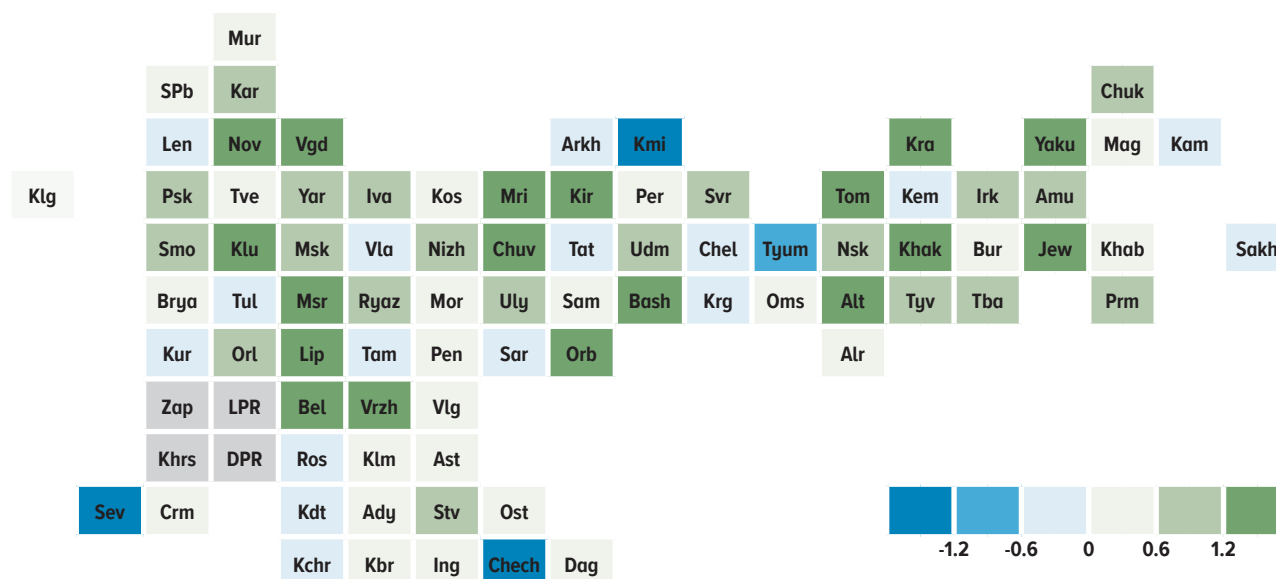 Mur
SPb Kar Chuk
Len Nov Vgd Arkh Kmi Kra Yaku Mag Kam
Klg Psk Tve Yar Iva Kos Mri Kir Per Svr Tom Kem Irk Amu
Smo Klu Msk Vla Nizh Chuv Tat Udm Chel Tyum Nsk Khak Bur Jew Khab Sakh
Brya Tul Msr Ryaz Mor Uly Sam Bash Krg Oms Alt Tyv Tba Prm
Kur Orl Lip Tam Pen Sar Orb Alr
Zap LPR Bel Vrzh Vlg
Khrs DPR Ros Klm Ast
Sev Crm Kdt Ady Stv Ost
-1.2 -0.6 0 0.6 1.2
Kchr Kbr Ing Chech Dag